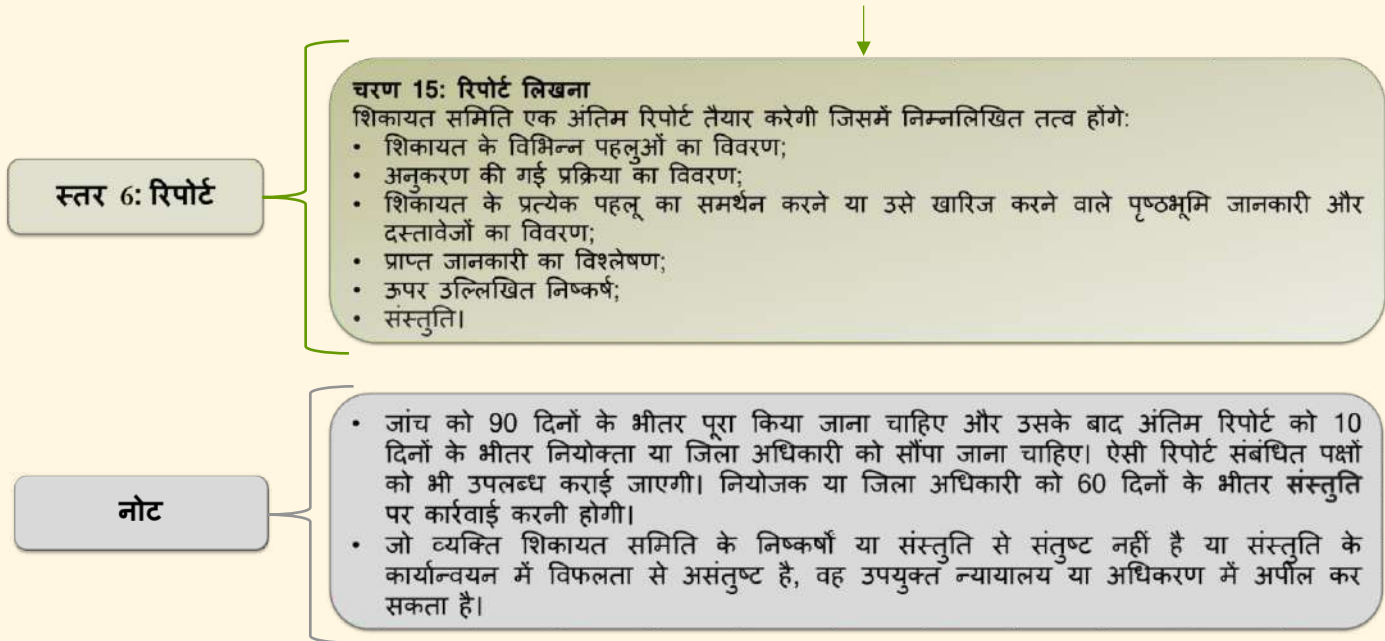 चरण 15: रिपोर्ट लिखना
शिकायत समिति एक अंतिम रिपोर्ट तैयार करेगी जिसमें निम्नलिखित तत्व होंगे:
• शिकायत के विभिन्न पहलुओं का विवरण;
• अनुकरण की गई प्रक्रिया का विवरण;
• शिकायत के प्रत्येक पहलू का समर्थन करने या उसे खारिज करने वाले पृष्ठभूमि जानकारी और
दस्तावेजों का विवरण;
• प्राप्त जानकारी का विश्लेषण;
• ऊपर उल्लिखित निष्कर्ष;
• संस्तुति।
स्तर 6: रिपोर्ट
• जांच को 90 दिनों के भीतर पूरा किया जाना चाहिए और उसके बाद अंतिम रिपोर्ट को 10
दिनों के भीतर नियोक्ता या जिला अधिकारी को सौंपा जाना चाहिए। ऐसी रिपोर्ट संबंधित पक्षों
को भी उपलब्ध कराई जाएगी। नियोजक या जिला अधिकारी को 60 दिनों के भीतर संस्तुति
पर कार्रवाई करनी होगी।
• जो व्यक्ति शिकायत समिति के निष्कर्षों या संस्तुति से संतुष्ट नहीं है या संस्तुति के
कार्यान्वयन में विफलता से असंतुष्ट है, वह उपयुक्त न्यायालय या अधिकरण में अपील कर
सकता है।
नोट